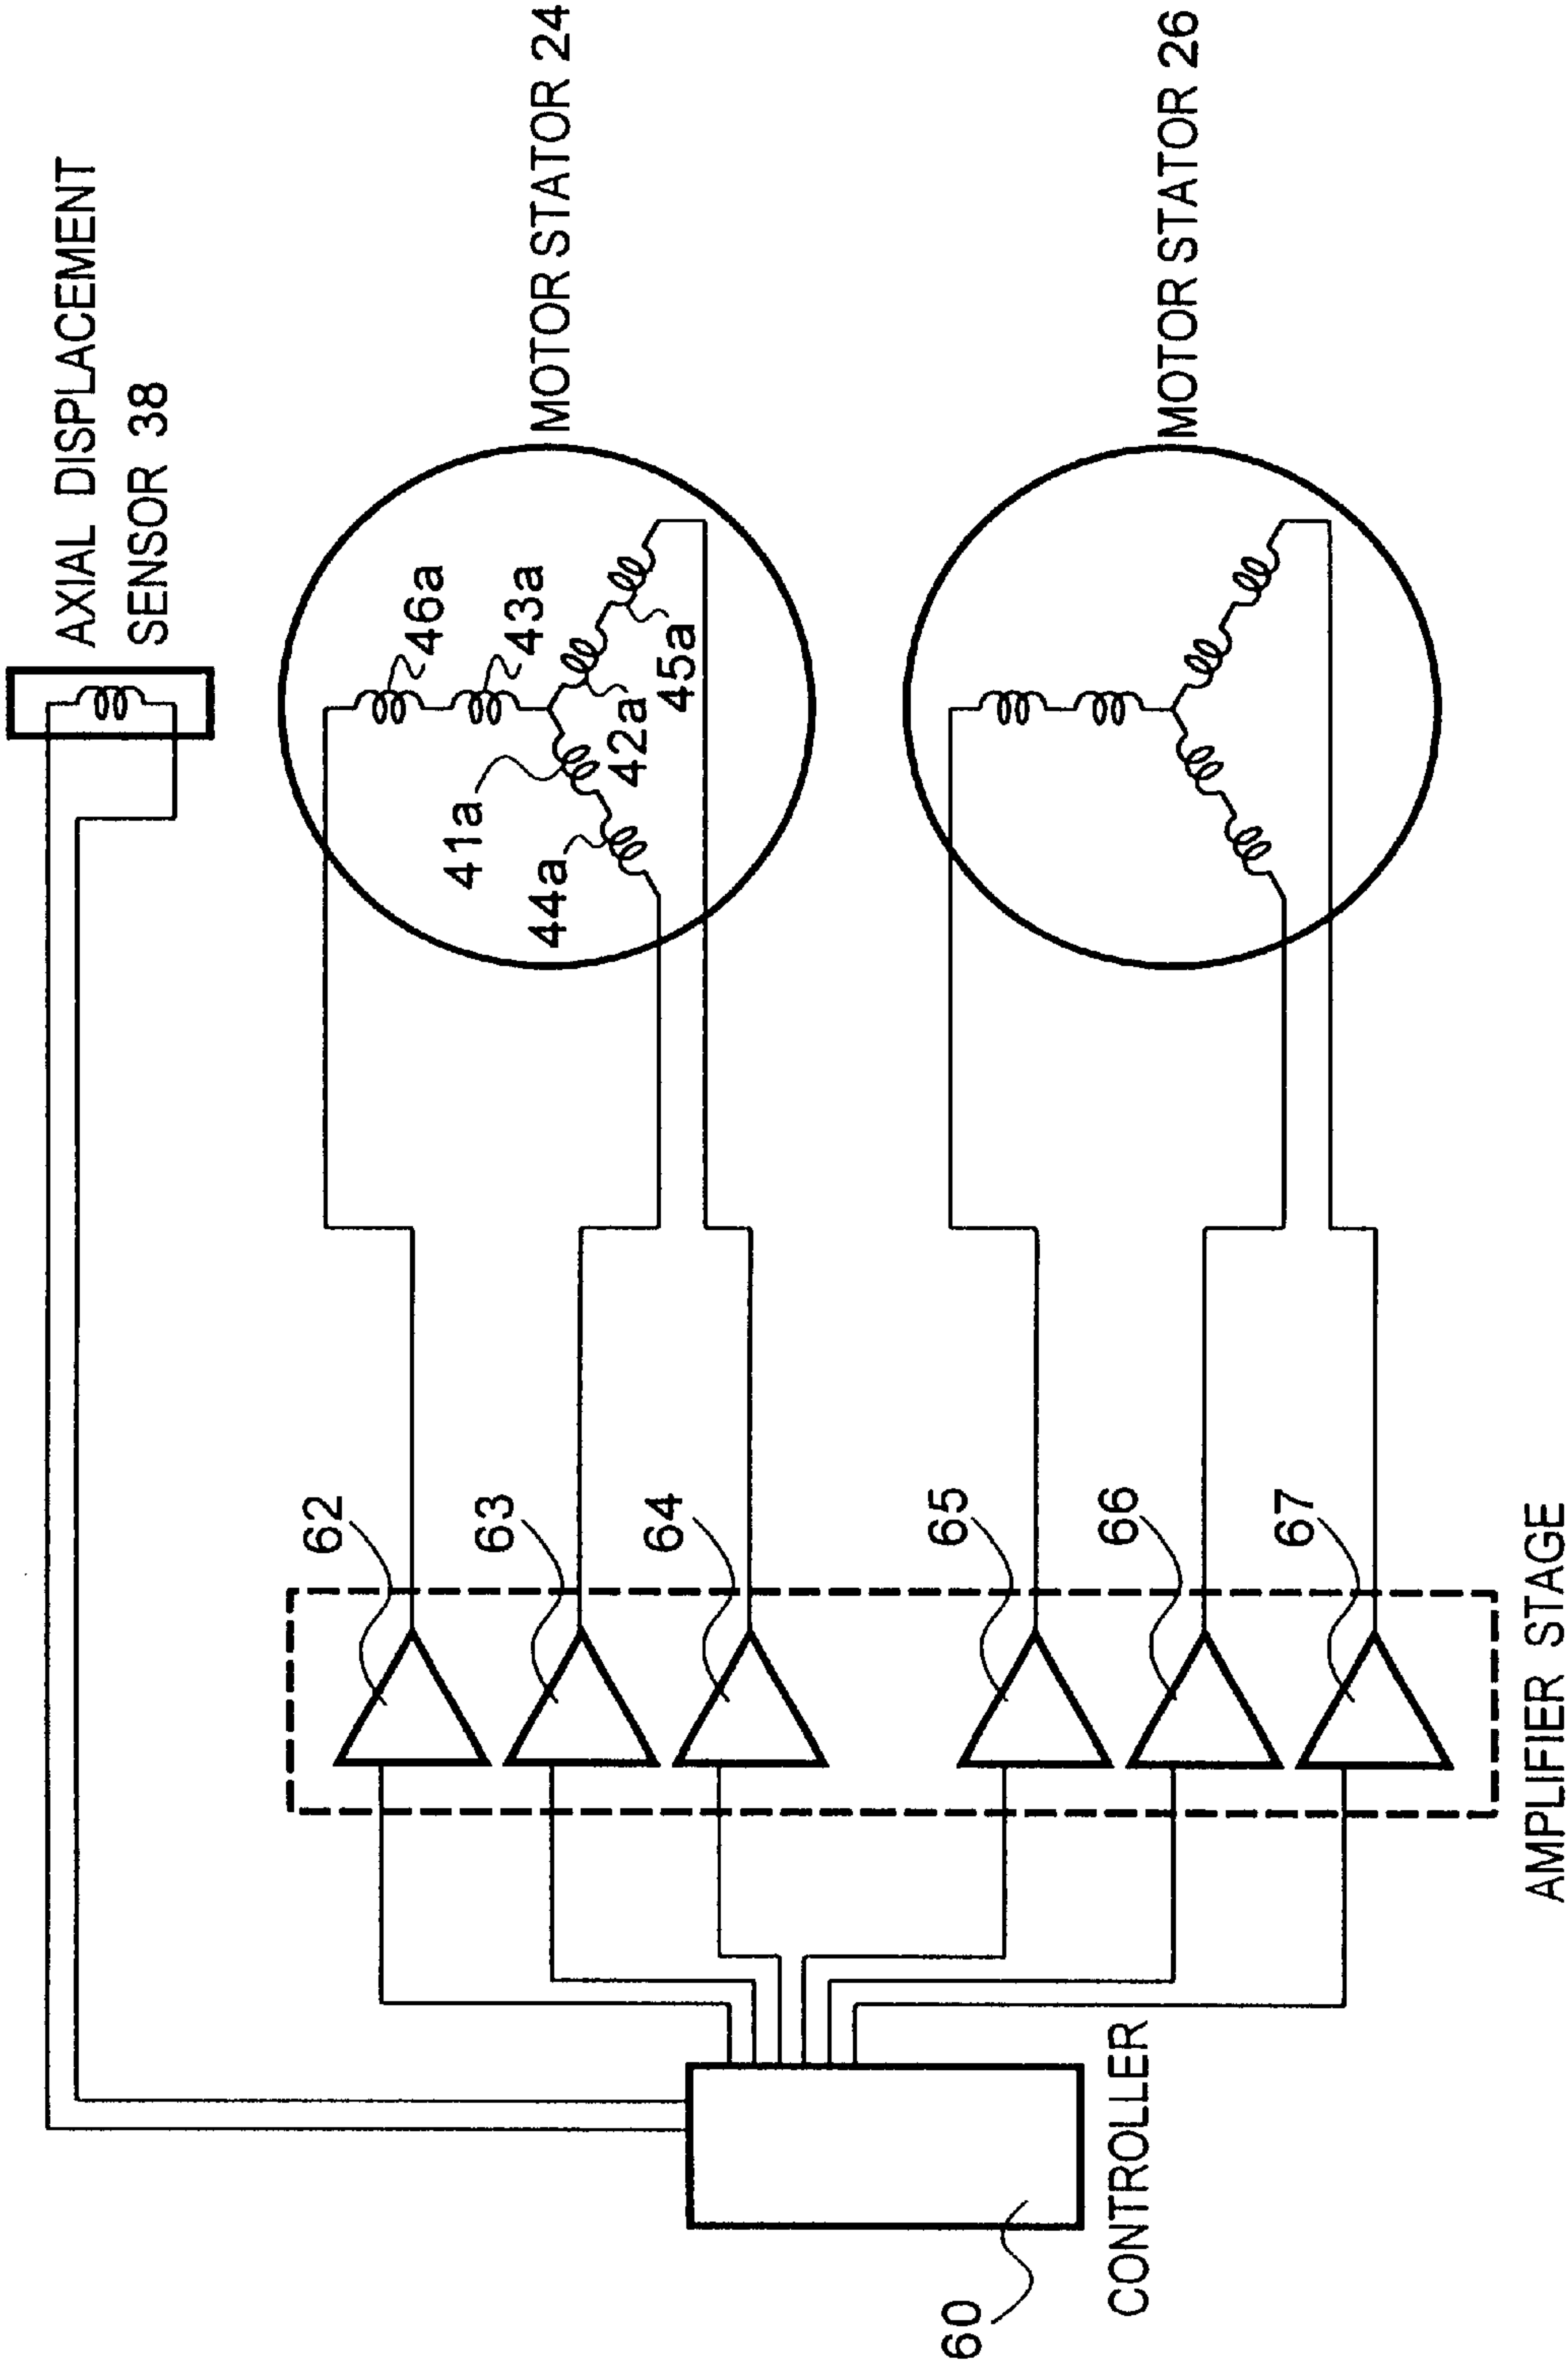 AXIAL DISPLACEMENT
SENSOR 38
46a
43a
41a
44a
42a
45a
MOTOR STATOR 24
62
63
64
65
66
67
MOTOR STATOR 26
60
CONTROLLER
AMPLIFIER STAGE